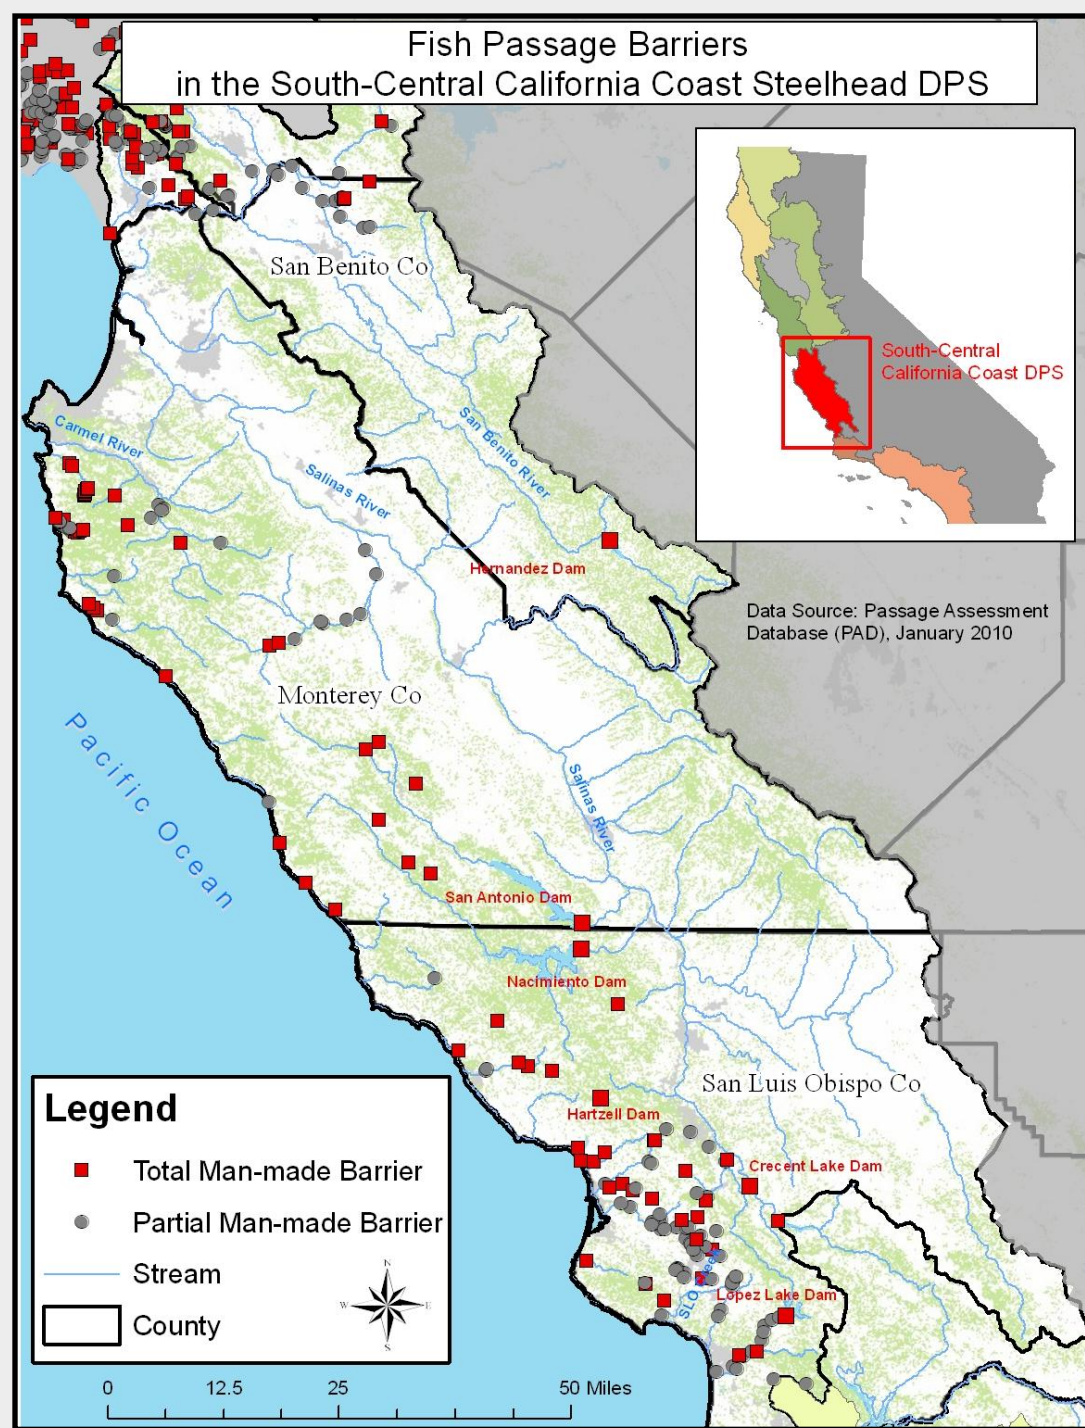 Fish Passage Barriers
in the South-Central California Coast Steelhead DPS
San Benito Co
South-Central
California Coast DPS
Carmel River
San Benito River
Salinas River
Hernandez Dam
Data Source: Passage Assessment
Database (PAD), January 2010
Monterey Co
Pacific Ocean
Salinas River
San Antonio Dam
Nacimiento Dam
San Luis Obispo Co
Hartzell Dam
Crecent Lake Dam
SLO Creek
Lopez Lake Dam
Legend
Total Man-made Barrier
Partial Man-made Barrier
Stream
County
N
W
E
S
0 12.5 25 50 Miles